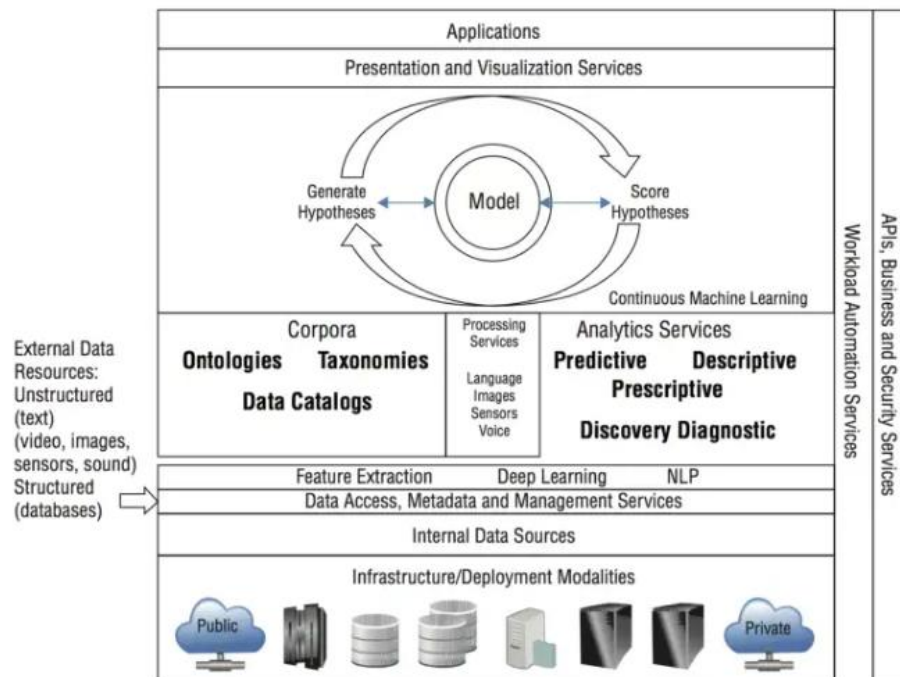 Applications
Presentation and Visualization Services
Generate
Hypotheses
Model
Score
Hypotheses
Continuous Machine Learning
Corpora
Ontologies Taxonomies
Data Catalogs
Processing
Services
Language
Images
Sensors
Voice
Analytics Services
Predictive Descriptive
Prescriptive
Discovery Diagnostic
External Data
Resources:
Unstructured
(text)
(video, images,
sensors, sound)
Structured
(databases)
Feature Extraction Deep Learning NLP
Data Access, Metadata and Management Services
Internal Data Sources
Infrastructure/Deployment Modalities
Public
Private
Workload Automation Services
APIs, Business and Security Services